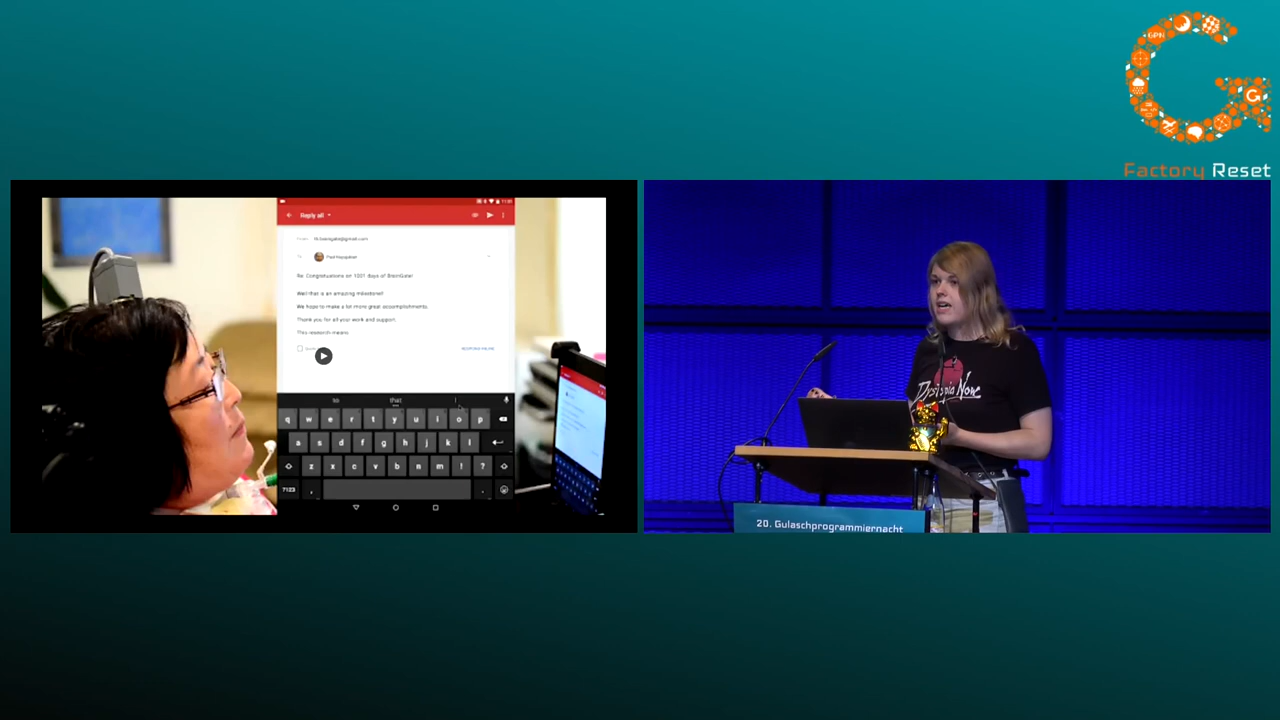 GPN
Factory Reset
Reply all
Re: Congratuations on 1001 days of BrainGate!
Well that is an amazing milestone!!
We hope to make a lot more great accomplishments.
Thank you for all your work and support.
This research means
to that I
q w e r t y u i o p
a s d f g h j k l
z x c v b n m ! ?
?123 , .
Dystopia Now
20. Gulaschprogrammiernacht